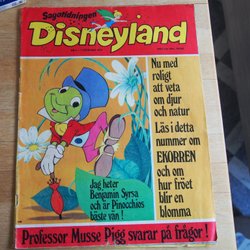 Sagotidningen
Disneyland
Nu med
roligt
att veta
om djur
och natur
Läs i detta
nummer om
EKORREN
och om
hur fröet
blir en
blomma
Jag heter
Benjamin Syrsa
och är Pinocchios
bäste vän!
Professor Musse Pigg svarar på frågor!